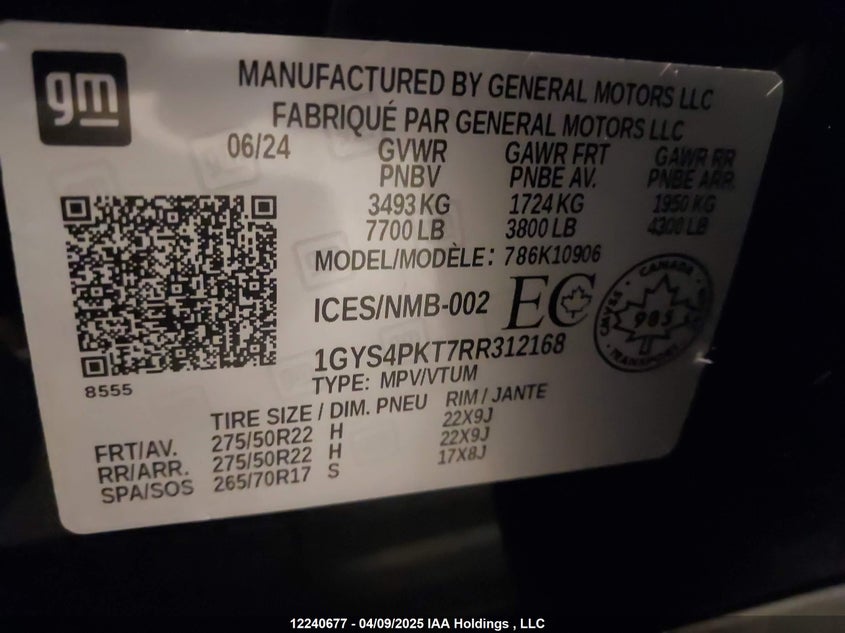 gm
MANUFACTURED BY GENERAL MOTORS LLC
FABRIQUÉ PAR GENERAL MOTORS LLC
06/24 GVWR GAWR FRT GAWR RR
PNBV PNBE AV. PNBE ARR.
3493 KG 1724 KG 1950 KG
7700 LB 3800 LB 4300 LB
MODEL/MODÈLE: 786K10906
ICES/NMB-002 EC
CANADA
CMVSS
983
TRANSPORT
1GYS4PKT7RR312168
8555
TYPE: MPV/VTUM
TIRE SIZE / DIM. PNEU RIM / JANTE
FRT/AV. 275/50R22 H 22X9J
RR/ARR. 275/50R22 H 22X9J
SPA/SOS 265/70R17 S 17X8J
12240677 - 04/09/2025 IAA Holdings , LLC